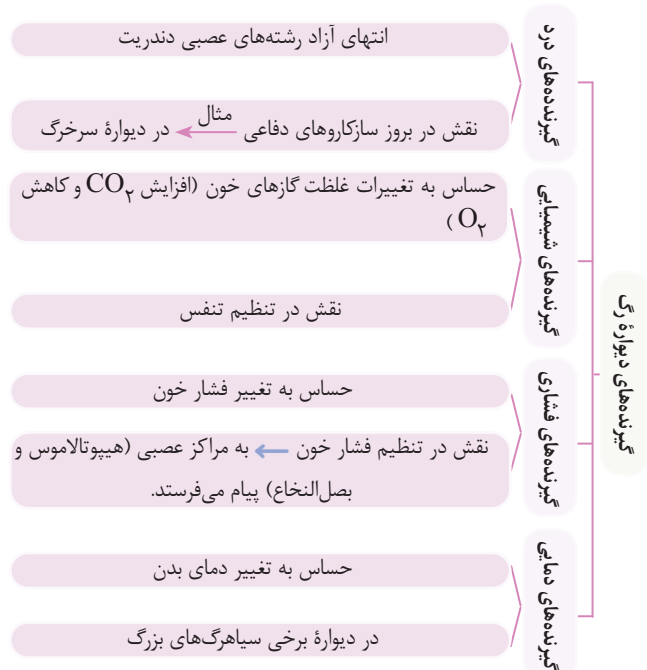 گیرنده‌های دیوارهٔ رگ
گیرندده‌های درد
انتهای آزاد رشته‌های عصبی دندریت
نقش در بروز سازکاروهای دفاعی مثال در دیوارهٔ سرخرگ
گیرنده‌های شیمیایی
حساس به تغییرات غلظت گازهای خون (افزایش CO۲ و کاهش
O۲ )
نقش در تنظیم تنفس
گیرنده‌های فشاری
حساس به تغییر فشار خون
نقش در تنظیم فشار خون ← به مراکز عصبی (هیپوتالاموس و
بصل‌النخاع) پیام می‌فرستد.
گیرنده‌های دمایی
حساس به تغییر دمای بدن
در دیوارهٔ برخی سیاهرگ‌های بزرگ